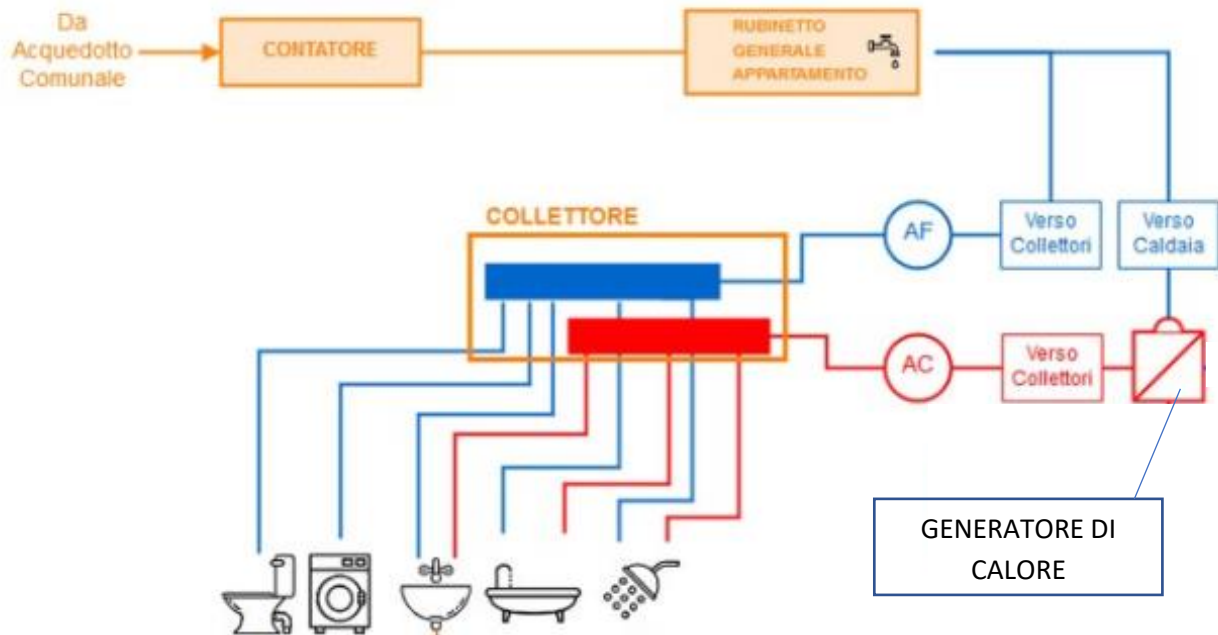 Da
Acquedotto
Comunale
CONTATORE
RUBINETTO
GENERALE
APPARTAMENTO
COLLETTORE
AF
Verso
Collettori
Verso
Caldaia
AC
Verso
Collettori
GENERATORE DI
CALORE